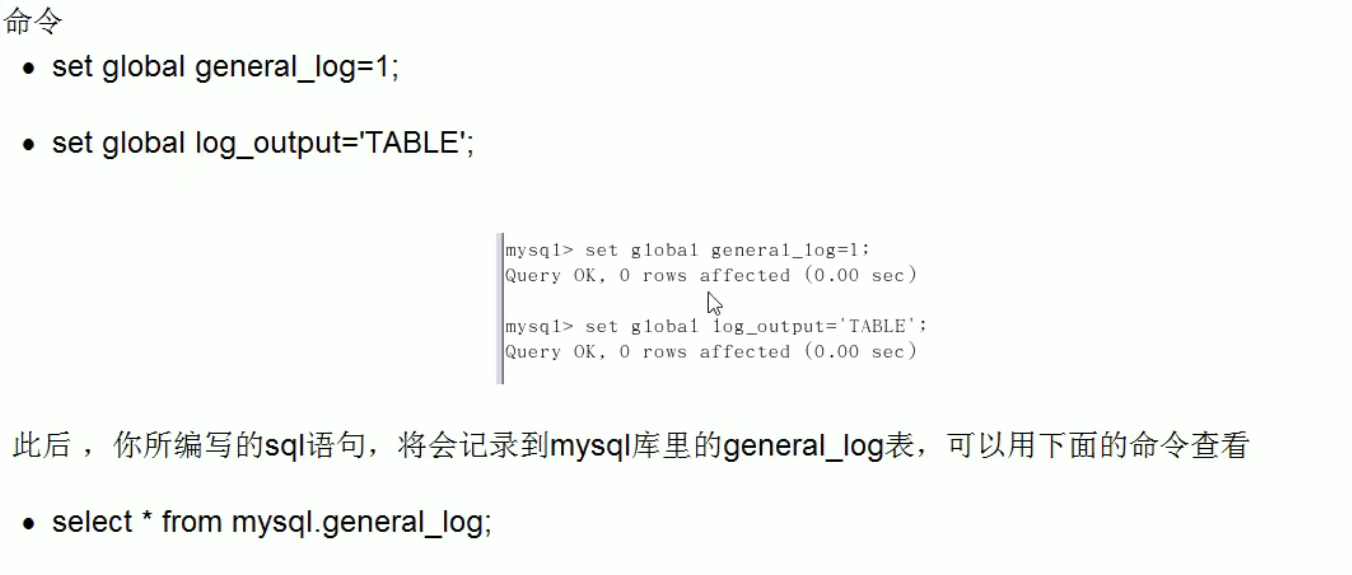 命令
• set global general_log=1;
• set global log_output='TABLE';
mysql> set global general_log=1;
Query OK, 0 rows affected (0.00 sec)
mysql> set global log_output='TABLE';
Query OK, 0 rows affected (0.00 sec)
此后 ，你所编写的sql语句，将会记录到mysql库里的general_log表，可以用下面的命令查看
• select * from mysql.general_log;